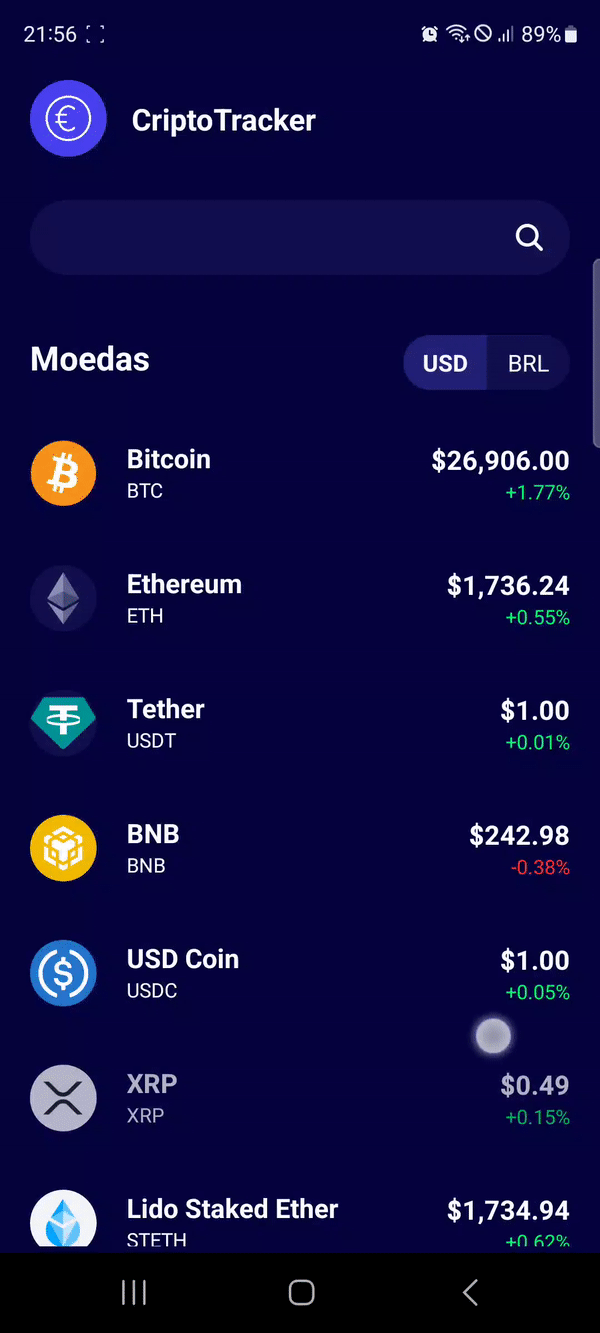 21:56 89%
CriptoTracker
Moedas USD BRL
Bitcoin $26,906.00
BTC +1.77%
Ethereum $1,736.24
ETH +0.55%
Tether $1.00
USDT +0.01%
BNB $242.98
BNB -0.38%
USD Coin $1.00
USDC +0.05%
XRP $0.49
XRP +0.15%
Lido Staked Ether $1,734.94
STETH +0.62%